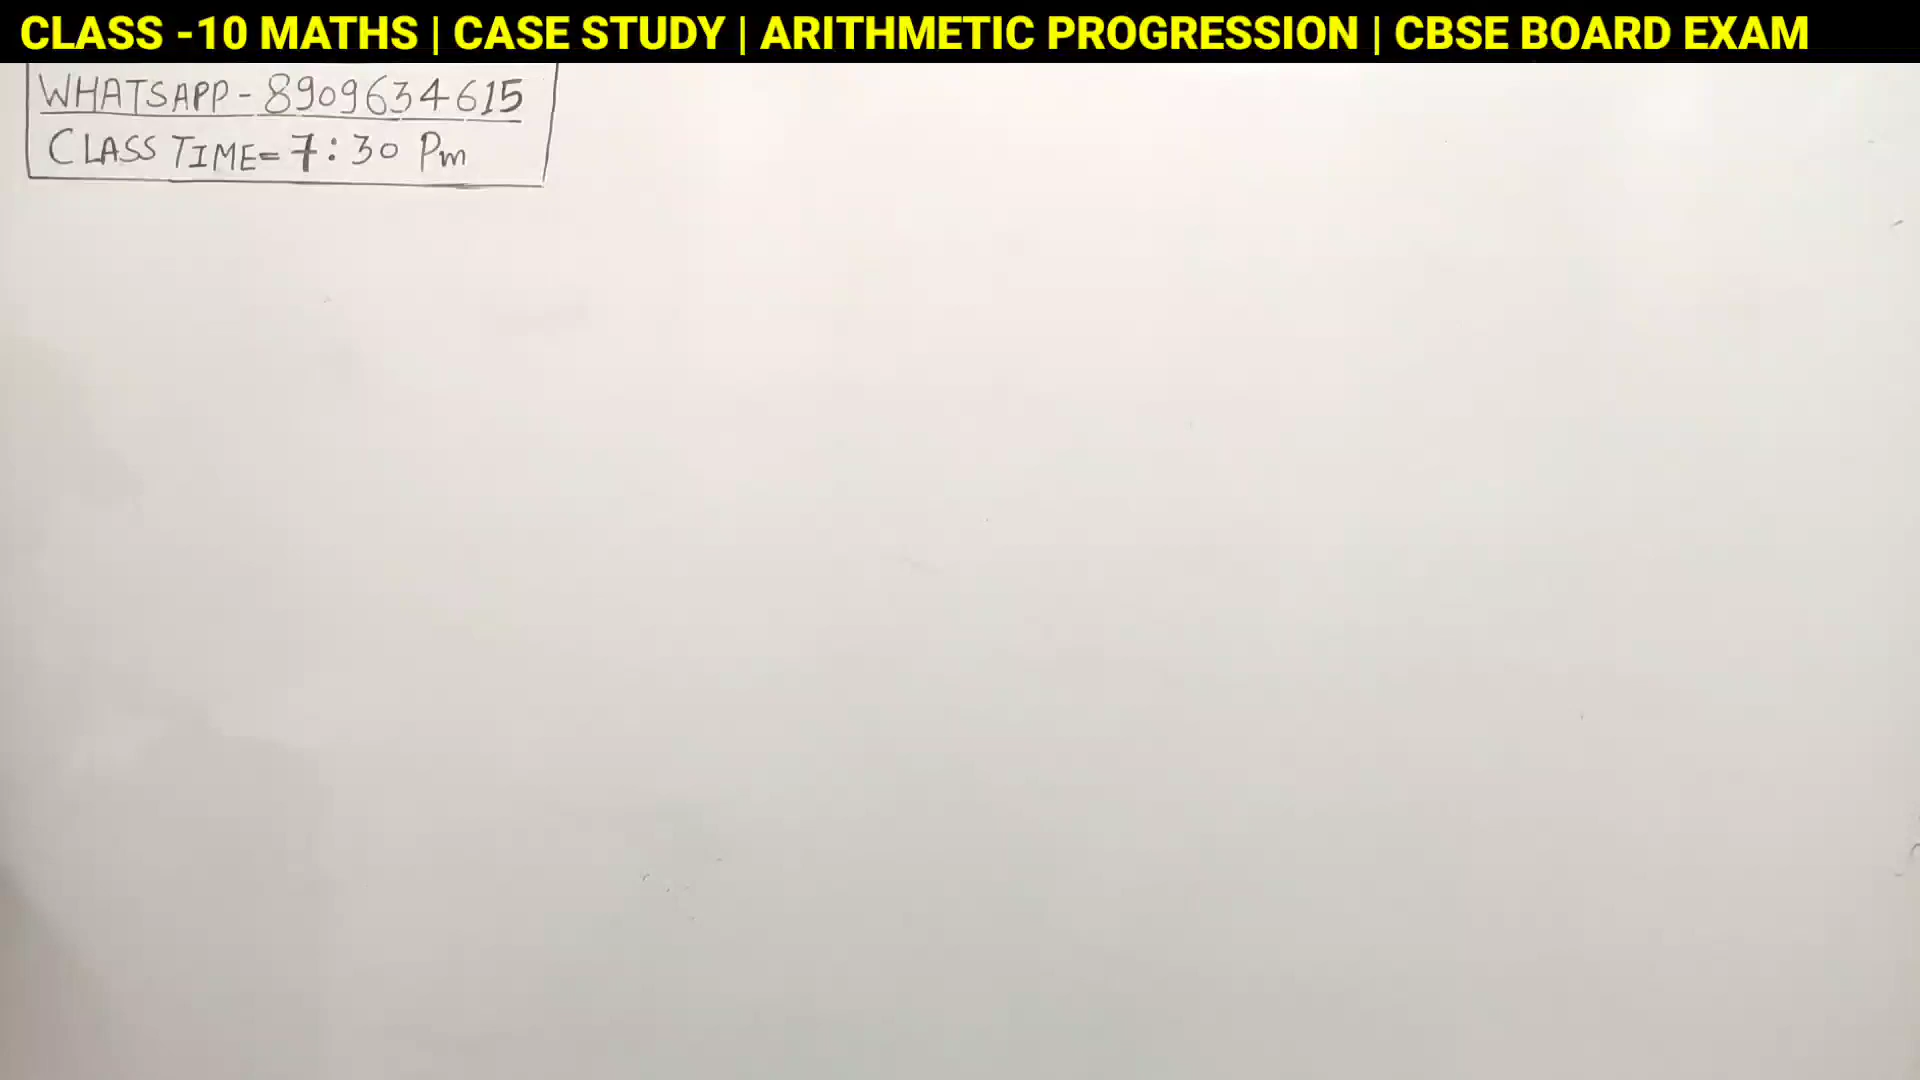 CLASS -10 MATHS | CASE STUDY | ARITHMETIC PROGRESSION | CBSE BOARD EXAM
WHATSAPP - 8909634615
CLASS TIME = 7:30 Pm